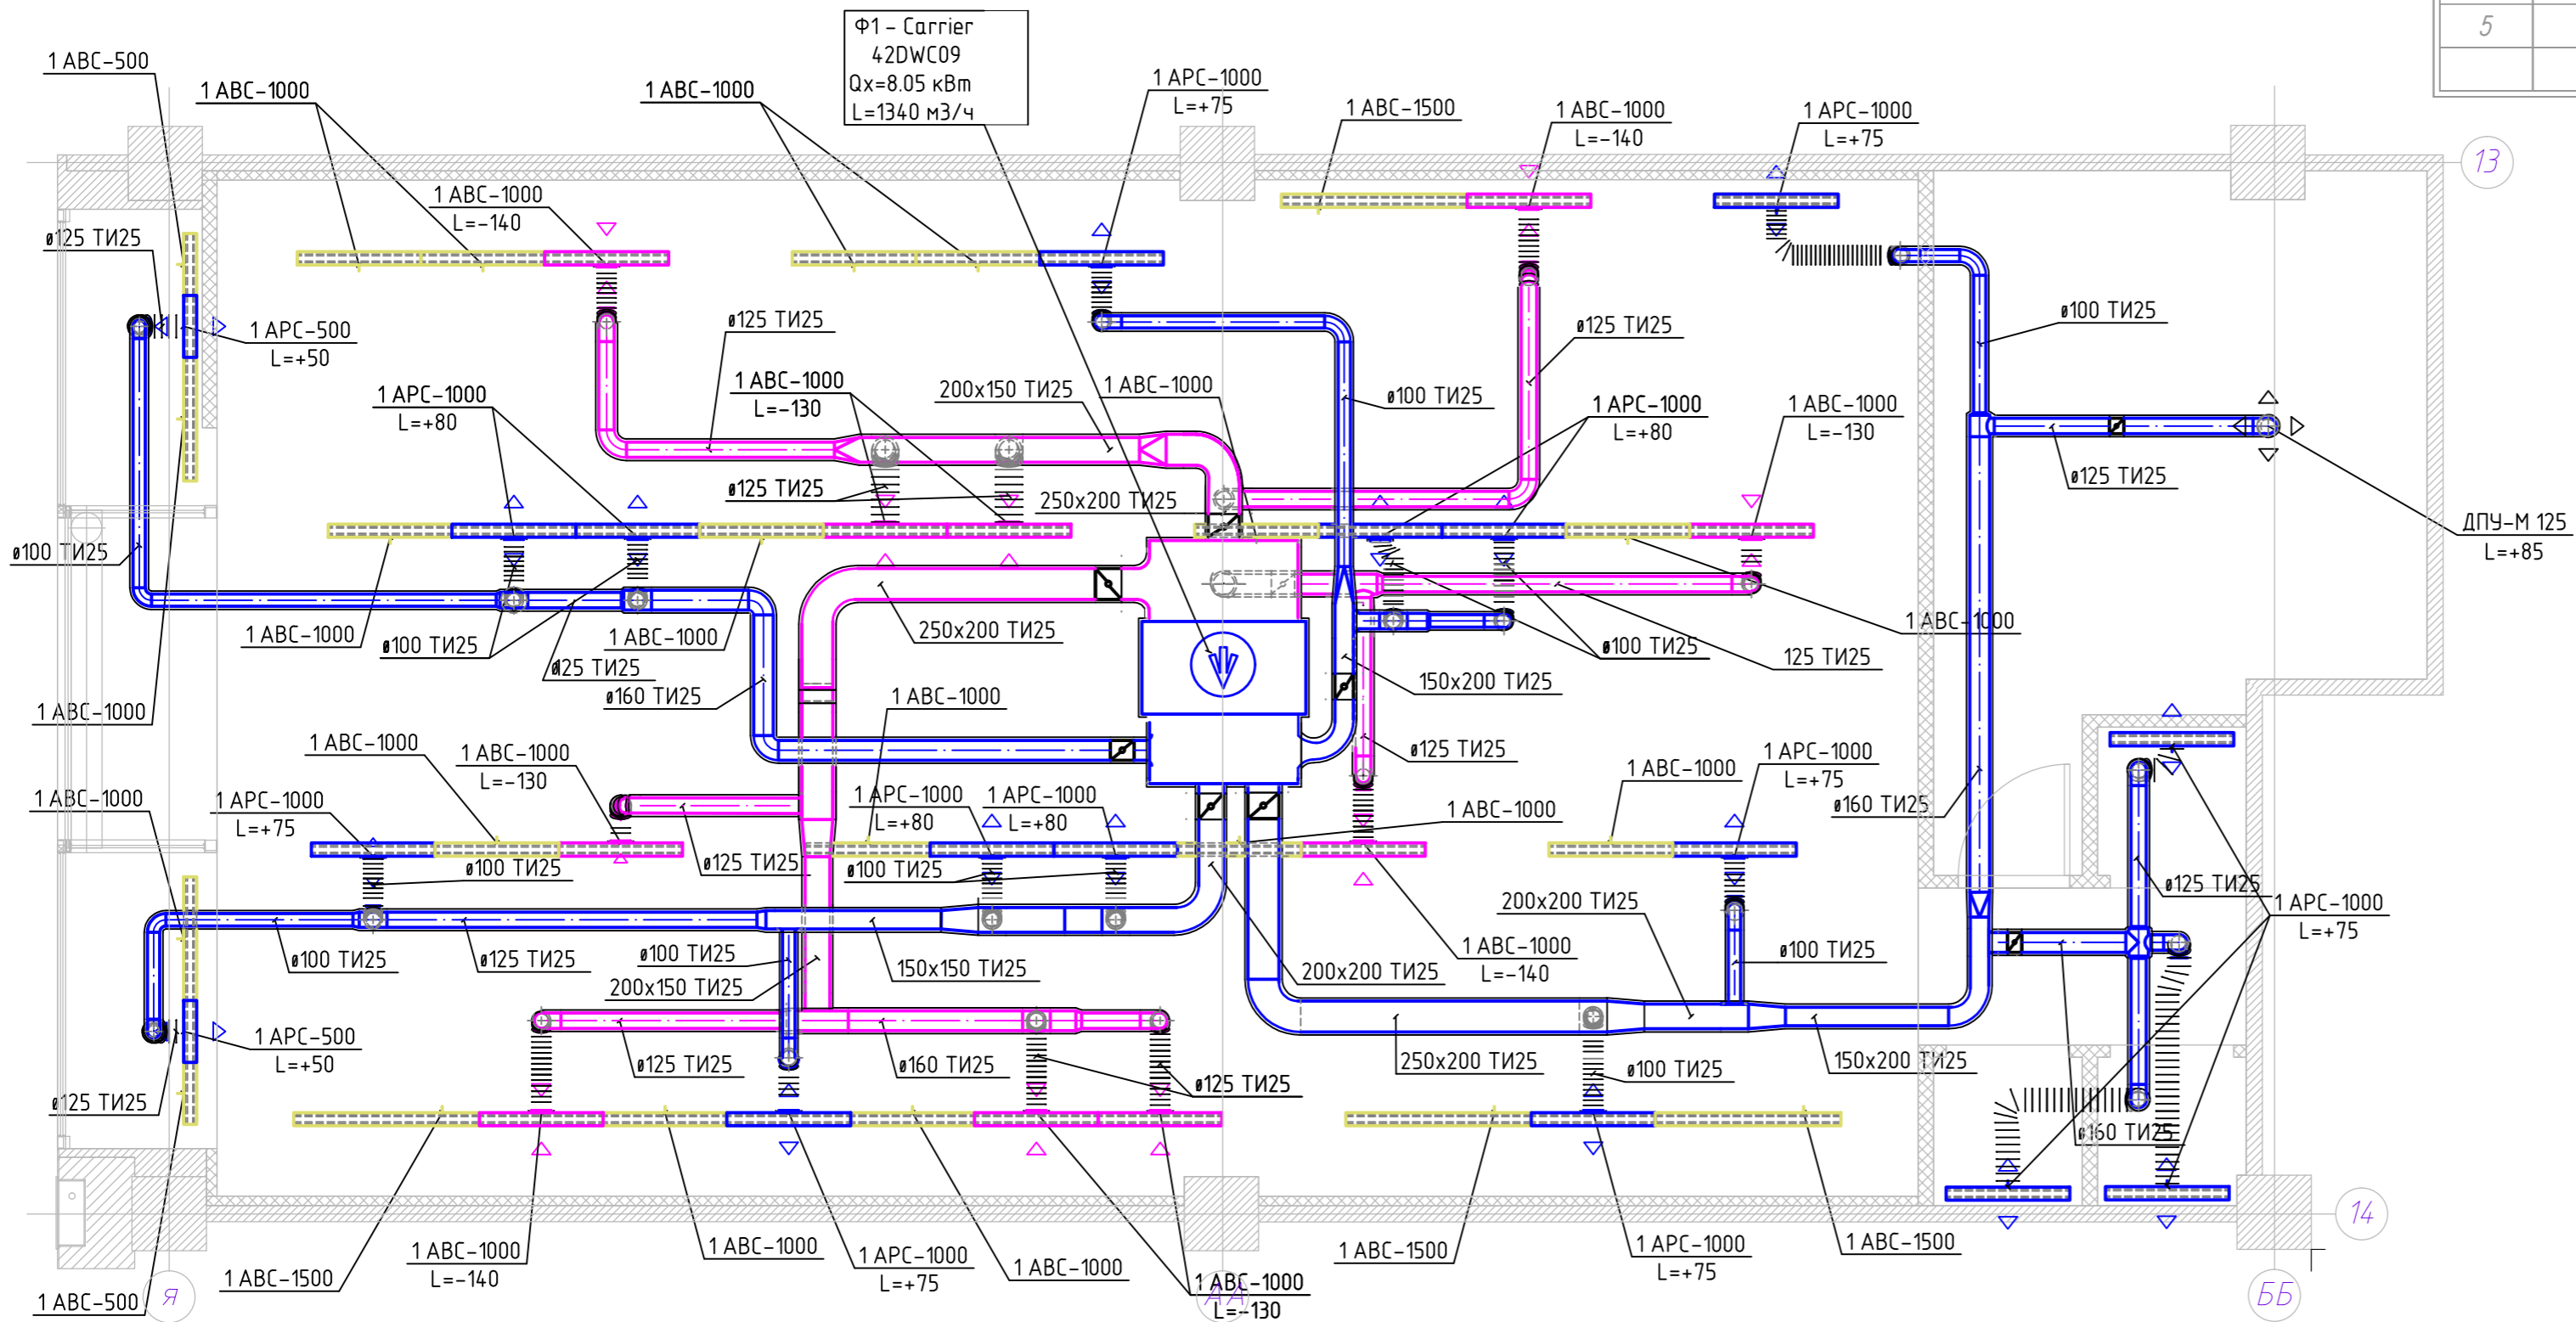 5
Ф1 - Carrier
42DWC09
Qх=8.05 кВт
L=1340 м3/ч
1 АВС-500
1 АВС-1000
1 АВС-1000
1 АРС-1000
L=+75
1 АВС-1500
1 АВС-1000
L=-140
1 АРС-1000
L=+75
13
1 АВС-1000
L=-140
ø125 ТИ25
1 АРС-500
L=+50
ø125 ТИ25
ø125 ТИ25
ø100 ТИ25
1 АРС-1000
L=+80
1 АВС-1000
L=-130
200х150 ТИ25
1 АВС-1000
ø100 ТИ25
1 АРС-1000
L=+80
1 АВС-1000
L=-130
ø125 ТИ25
ø125 ТИ25
250х200 ТИ25
ДПУ-М 125
L=+85
ø100 ТИ25
1 АВС-1000
ø100 ТИ25
ø125 ТИ25
1 АВС-1000
250х200 ТИ25
1 АВС-1000
ø100 ТИ25
125 ТИ25
ø160 ТИ25
1 АВС-1000
150х200 ТИ25
1 АВС-1000
1 АВС-1000
1 АВС-1000
L=-130
ø125 ТИ25
1 АВС-1000
1 АРС-1000
L=+75
1 АВС-1000
1 АРС-1000
L=+75
1 АРС-1000
L=+80
1 АРС-1000
L=+80
1 АВС-1000
ø160 ТИ25
ø100 ТИ25
ø125 ТИ25
ø100 ТИ25
ø125 ТИ25
200х200 ТИ25
1 АРС-1000
L=+75
ø100 ТИ25
ø125 ТИ25
ø100 ТИ25
150х150 ТИ25
200х200 ТИ25
1 АВС-1000
L=-140
ø100 ТИ25
200х150 ТИ25
1 АРС-500
L=+50
ø125 ТИ25
ø160 ТИ25
ø125 ТИ25
250х200 ТИ25
ø100 ТИ25
150х200 ТИ25
ø125 ТИ25
ø160 ТИ25
14
1 АВС-1500
1 АВС-1000
L=-140
1 АВС-1000
1 АРС-1000
L=+75
1 АВС-1000
1 АВС-1000
L=-130
1 АВС-1500
1 АРС-1000
L=+75
1 АВС-1500
1 АВС-500
Я
АА
ББ